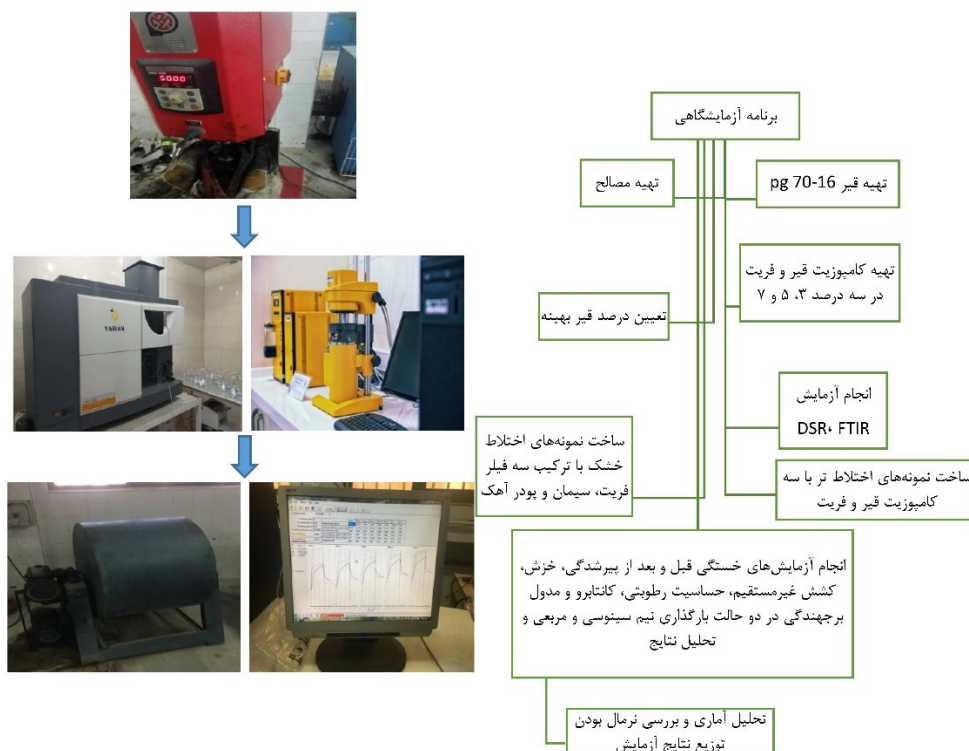 50.00
VARIAN
برنامه آزمایشگاهی
تهیه قیر pg 70-16
تهیه مصالح
تهیه کامپوزیت قیر و فریت
در سه درصد ۳، ۵ و ۷
تعیین درصد قیر بهینه
انجام آزمایش
DSR، FTIR
ساخت نمونه‌های اختلاط
خشک با ترکیب سه فیلر
فریت، سیمان و پودر آهک
ساخت نمونه‌های اختلاط تر با سه
کامپوزیت قیر و فریت
انجام آزمایش‌های خستگی قبل و بعد از پیرشدگی، خزش،
کشش غیرمستقیم، حساسیت رطوبتی، کانتابرو و مدول
برجهندگی در دو حالت بارگذاری نیم سینوسی و مربعی و
تحلیل نتایج
تحلیل آماری و بررسی نرمال بودن
توزیع نتایج آزمایش